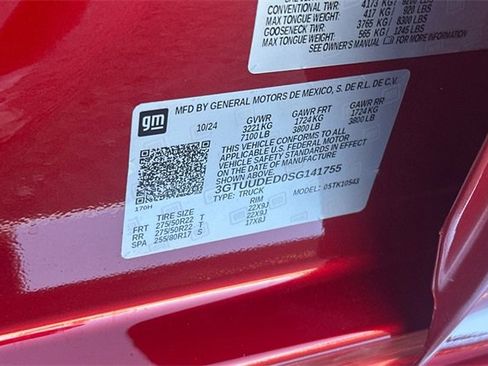 CONVENTIONAL TWR: 4173 KG/ 9200 LBS
MAX TONGUE WGT: 417 KG / 920 LBS
GOOSENECK TWR: 3765 KG/ 8300 LBS
MAX TONGUE WGT: 565 KG / 1245 LBS
SEE OWNER'S MANUAL FOR MORE INFORMATION
gm
MFD BY GENERAL MOTORS DE MEXICO, S. DE R.L. DE C.V.
10/24 GVWR GAWR FRT GAWR RR
3221 KG 1724 KG 1724 KG
7100 LB 3800 LB 3800 LB
THIS VEHICLE CONFORMS TO ALL
APPLICABLE U.S. FEDERAL MOTOR
VEHICLE SAFETY STANDARDS IN EFFECT
ON THE DATE OF MANUFACTURE
SHOWN ABOVE.
3GTUUDED0SG141755
TYPE: TRUCK MODEL: 0STK10543
170H
TIRE SIZE RIM
FRT 275/50R22 T 22X9J
RR 275/50R22 T 22X9J
SPA 255/80R17 S 17X8J